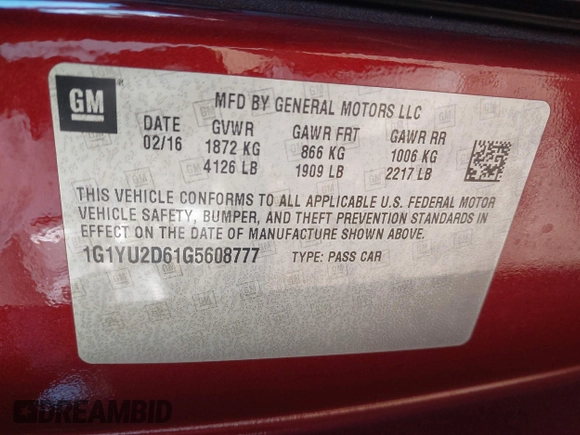 GM
MFD BY GENERAL MOTORS LLC
DATE GVWR GAWR FRT GAWR RR
02/16 1872 KG 866 KG 1006 KG
4126 LB 1909 LB 2217 LB
THIS VEHICLE CONFORMS TO ALL APPLICABLE U.S. FEDERAL MOTOR
VEHICLE SAFETY, BUMPER, AND THEFT PREVENTION STANDARDS
IN EFFECT ON THE DATE OF MANUFACTURE SHOWN ABOVE.
1G1YU2D61G5608777 TYPE: PASS CAR
DREAMBID